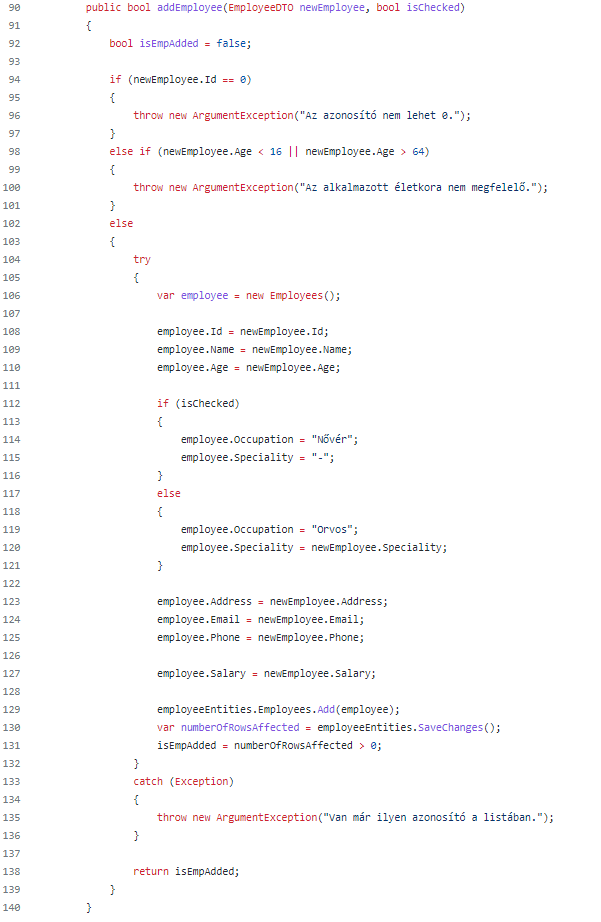 90 public bool addEmployee(EmployeeDTO newEmployee, bool isChecked)
91 {
92 bool isEmpAdded = false;
93
94 if (newEmployee.Id == 0)
95 {
96 throw new ArgumentException("Az azonosító nem lehet 0.");
97 }
98 else if (newEmployee.Age < 16 || newEmployee.Age > 64)
99 {
100 throw new ArgumentException("Az alkalmazott életkora nem megfelelő.");
101 }
102 else
103 {
104 try
105 {
106 var employee = new Employees();
107
108 employee.Id = newEmployee.Id;
109 employee.Name = newEmployee.Name;
110 employee.Age = newEmployee.Age;
111
112 if (isChecked)
113 {
114 employee.Occupation = "Nővér";
115 employee.Speciality = "-";
116 }
117 else
118 {
119 employee.Occupation = "Orvos";
120 employee.Speciality = newEmployee.Speciality;
121 }
122
123 employee.Address = newEmployee.Address;
124 employee.Email = newEmployee.Email;
125 employee.Phone = newEmployee.Phone;
126
127 employee.Salary = newEmployee.Salary;
128
129 employeeEntities.Employees.Add(employee);
130 var numberOfRowsAffected = employeeEntities.SaveChanges();
131 isEmpAdded = numberOfRowsAffected > 0;
132 }
133 catch (Exception)
134 {
135 throw new ArgumentException("Van már ilyen azonosító a listában.");
136 }
137
138 return isEmpAdded;
139 }
140 }